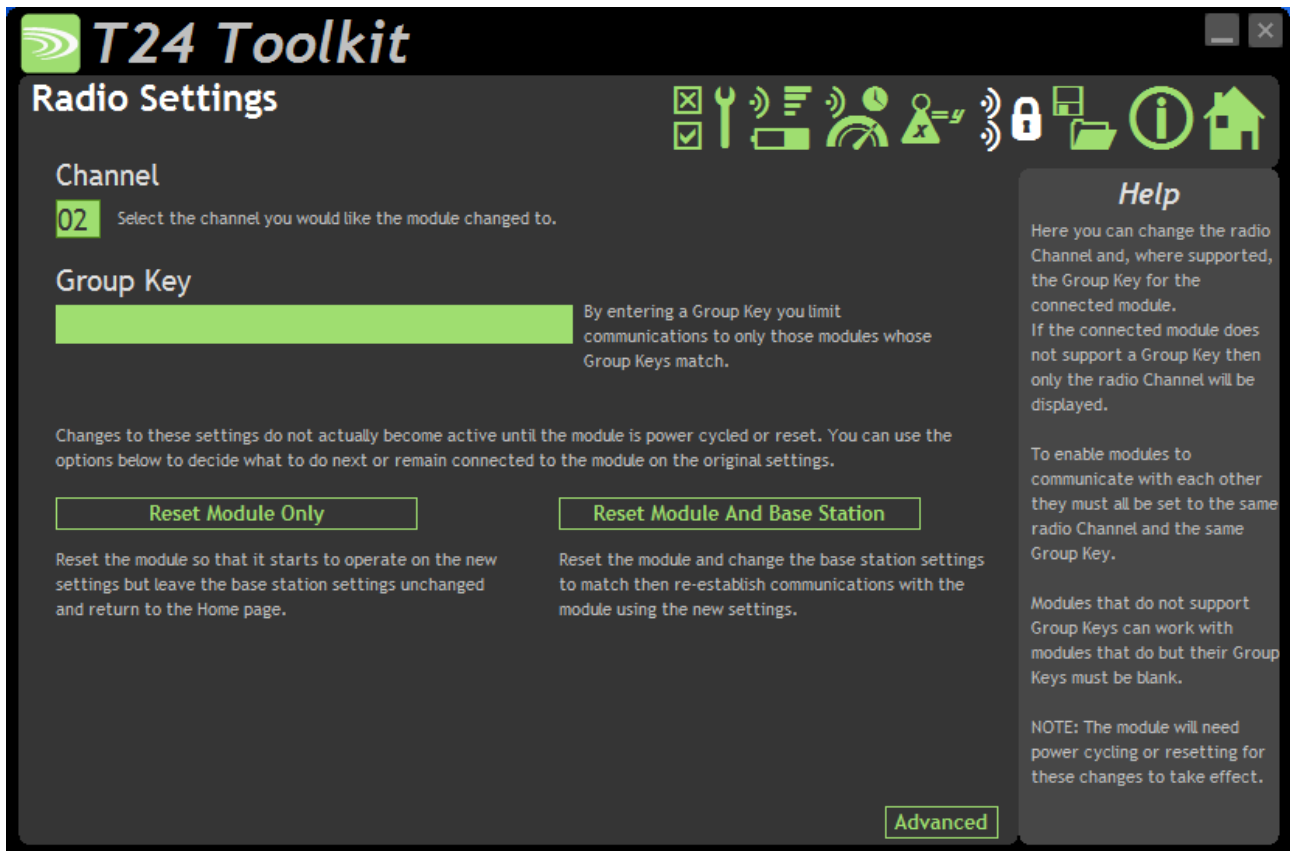 T24 Toolkit
Radio Settings
x=y
Channel
02 Select the channel you would like the module changed to.
Group Key
By entering a Group Key you limit
communications to only those modules whose
Group Keys match.
Changes to these settings do not actually become active until the module is power cycled or reset. You can use the
options below to decide what to do next or remain connected to the module on the original settings.
Reset Module Only
Reset the module so that it starts to operate on the new
settings but leave the base station settings unchanged
and return to the Home page.
Reset Module And Base Station
Reset the module and change the base station settings
to match then re-establish communications with the
module using the new settings.
Advanced
Help
Here you can change the radio
Channel and, where supported,
the Group Key for the
connected module.
If the connected module does
not support a Group Key then
only the radio Channel will be
displayed.
To enable modules to
communicate with each other
they must all be set to the same
radio Channel and the same
Group Key.
Modules that do not support
Group Keys can work with
modules that do but their Group
Keys must be blank.
NOTE: The module will need
power cycling or resetting for
these changes to take effect.